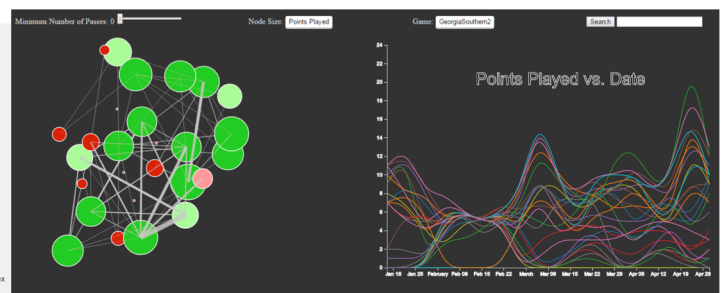 Minimum Number of Passes: 0
Node Size: Points Played
Game: GeorgiaSouthern2
Search
Points Played vs. Date
24
22
20
18
16
14
12
10
8
6
4
2
0
Jan 18 Jan 25 February Feb 08 Feb 15 Feb 22 March Mar 08 Mar 15 Mar 22 Mar 29 Apr 05 Apr 12 Apr 19 Apr 26